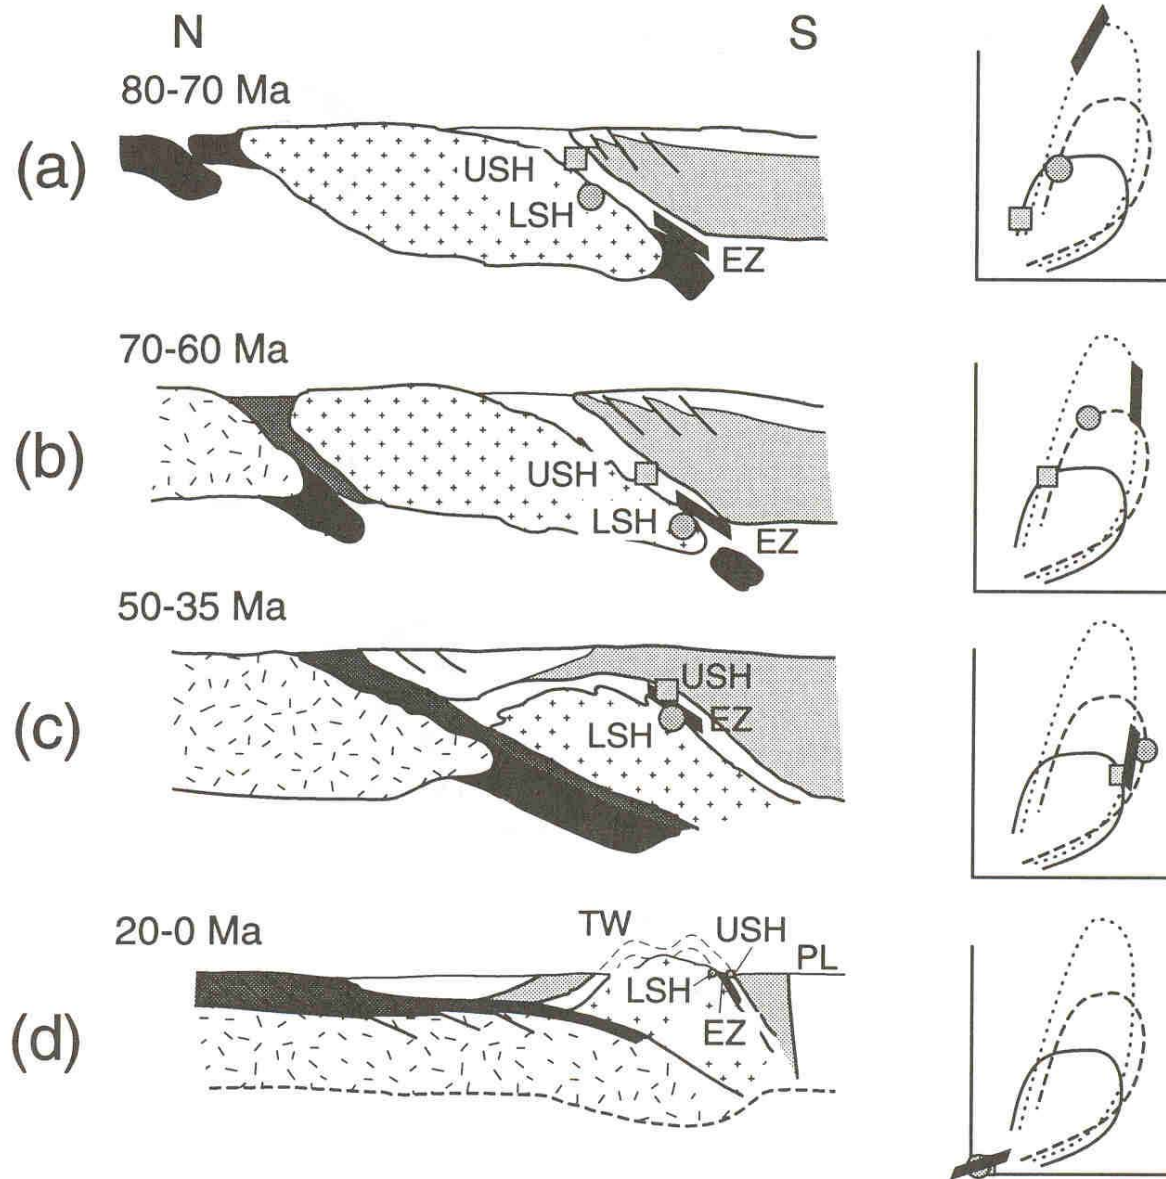 N S
80-70 Ma
(a)
USH
LSH
EZ
70-60 Ma
(b)
USH
LSH
EZ
50-35 Ma
(c)
USH
EZ
LSH
20-0 Ma
TW
USH
PL
LSH
EZ
(d)